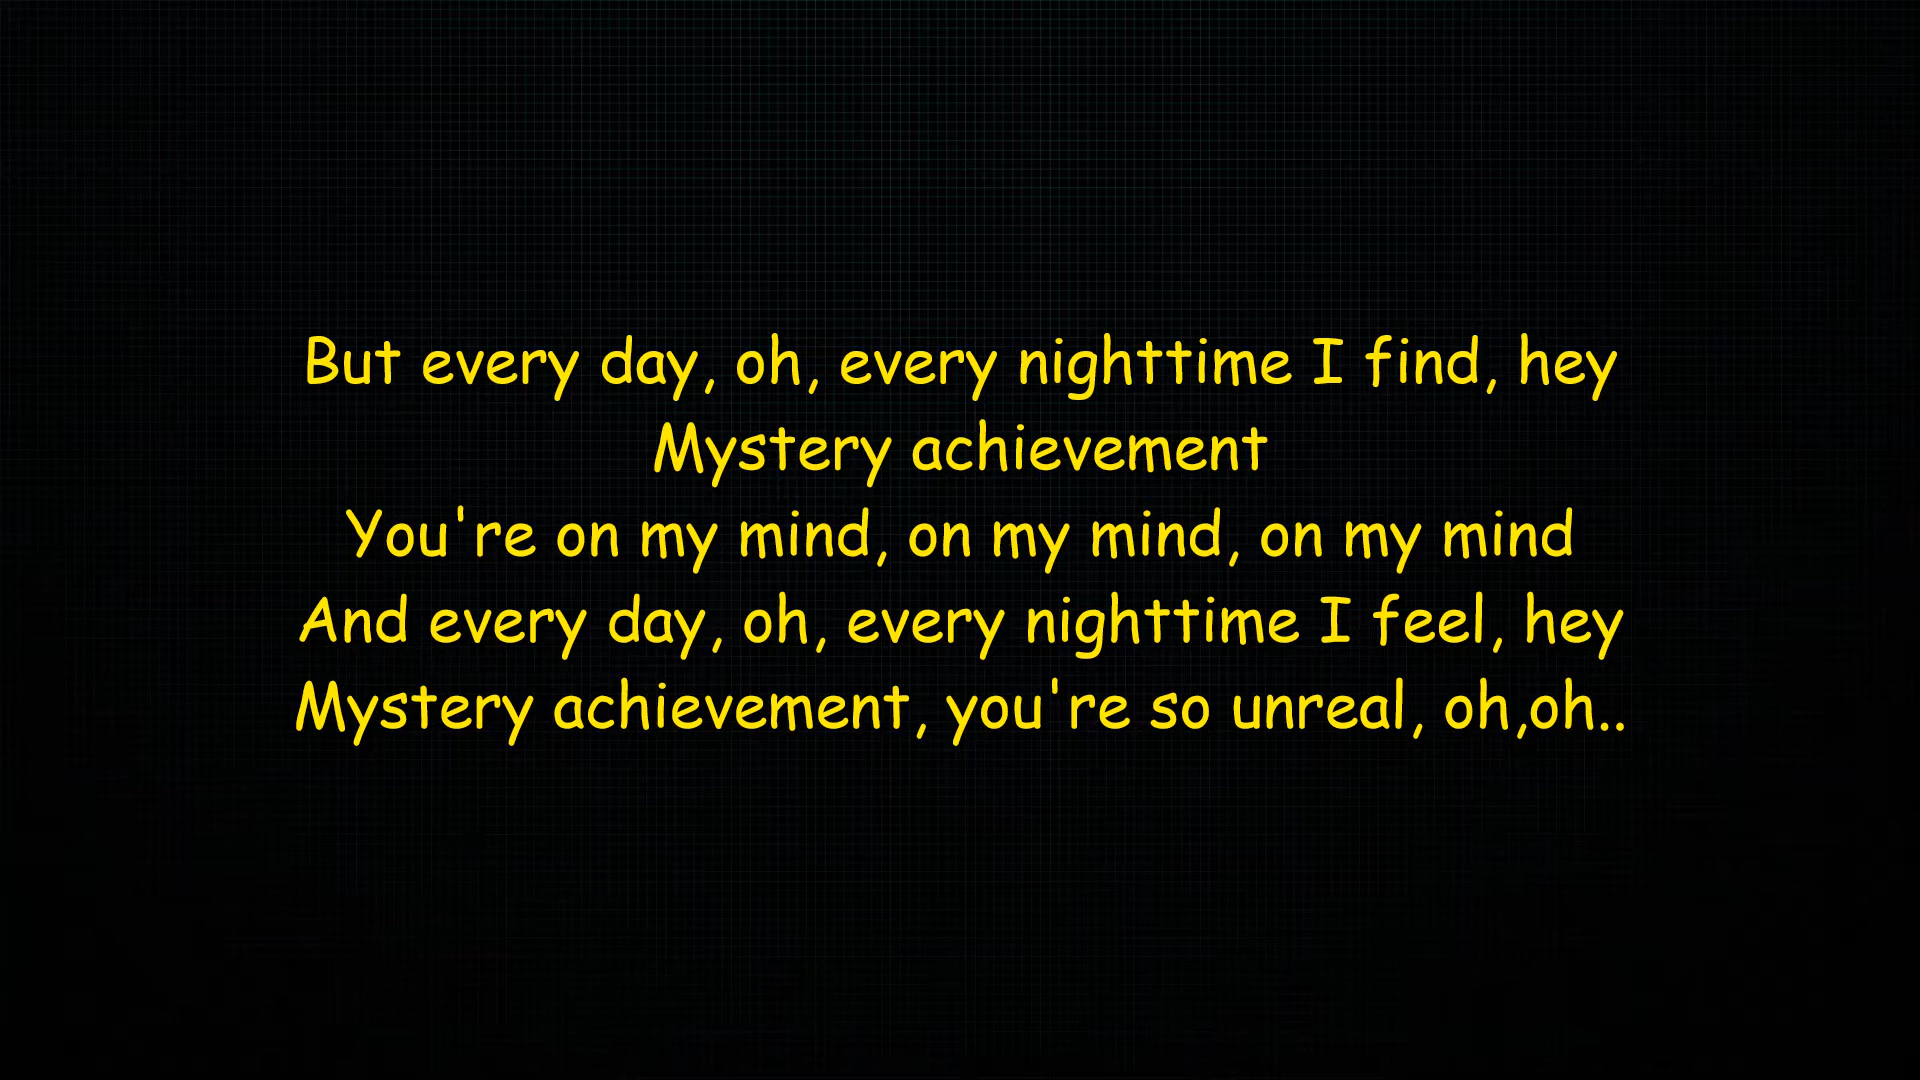 But every day, oh, every nighttime I find, hey
Mystery achievement
You're on my mind, on my mind, on my mind
And every day, oh, every nighttime I feel, hey
Mystery achievement, you're so unreal, oh,oh..